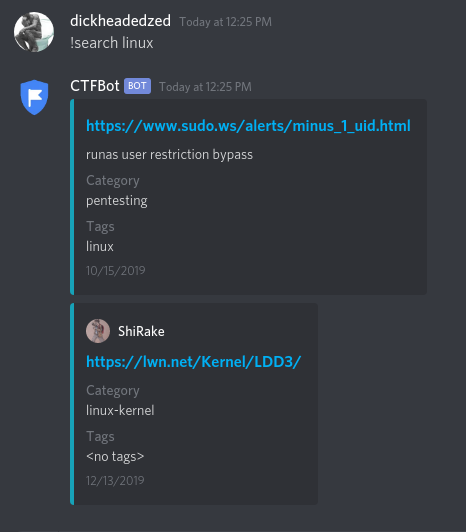 dickheadedzed Today at 12:25 PM
!search linux
CTFBot BOT Today at 12:25 PM
https://www.sudo.ws/alerts/minus_1_uid.html
runas user restriction bypass
Category
pentesting
Tags
linux
10/15/2019
ShiRake
https://lwn.net/Kernel/LDD3/
Category
linux-kernel
Tags
<no tags>
12/13/2019